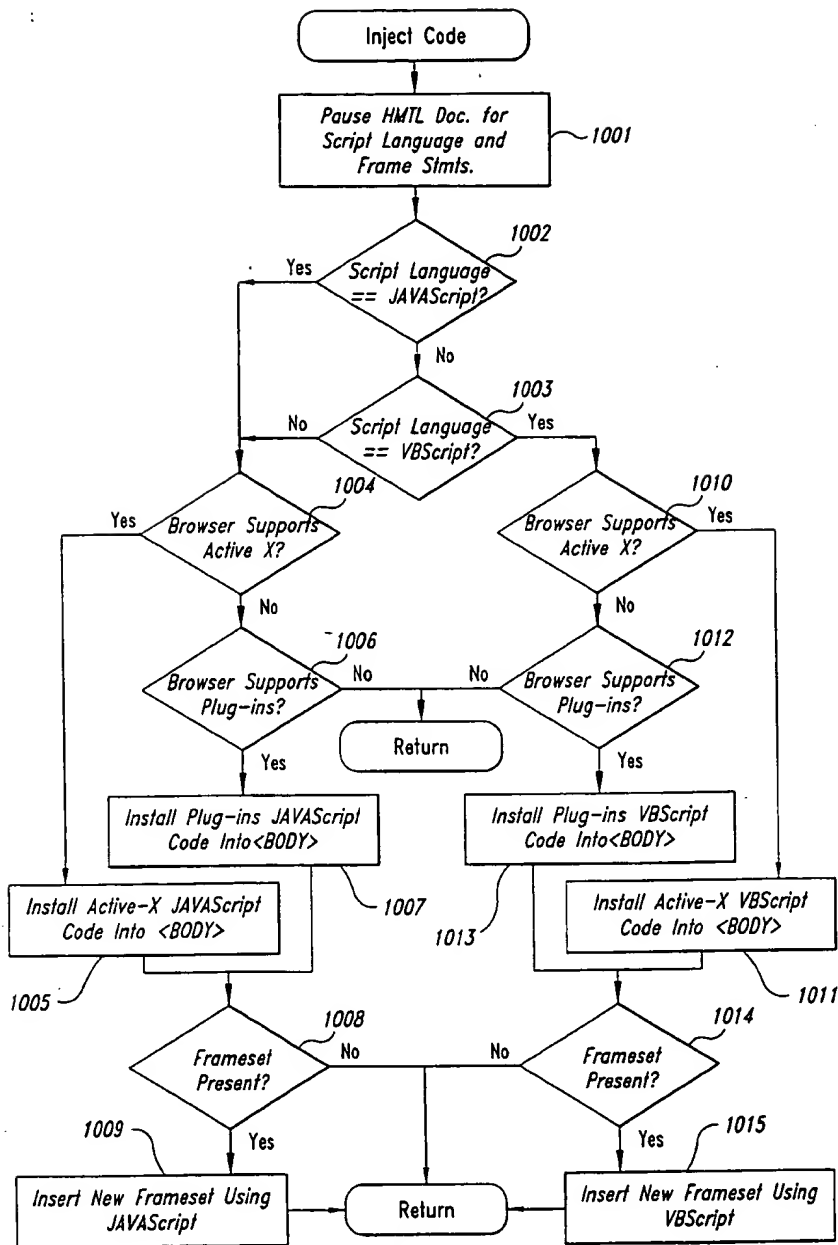 Inject Code
Pause HMTL Doc. for
Script Language and
Frame Stmts.
1001
1002
Yes
Script Language
== JAVAScript?
No
1003
No
Script Language
== VBScript?
Yes
1004
Yes
Browser Supports
Active X?
No
1010
Browser Supports
Active X?
Yes
No
1006
Browser Supports
Plug-ins?
No
Yes
1012
No
Browser Supports
Plug-ins?
Yes
Return
Install Plug-ins JAVAScript
Code Into<BODY>
1007
Install Plug-ins VBScript
Code Into<BODY>
1013
Install Active-X JAVAScript
Code Into <BODY>
1005
Install Active-X VBScript
Code Into <BODY>
1011
1008
Frameset
Present?
No
Yes
1014
No
Frameset
Present?
Yes
1009
Insert New Frameset Using
JAVAScript
Return
1015
Insert New Frameset Using
VBScript